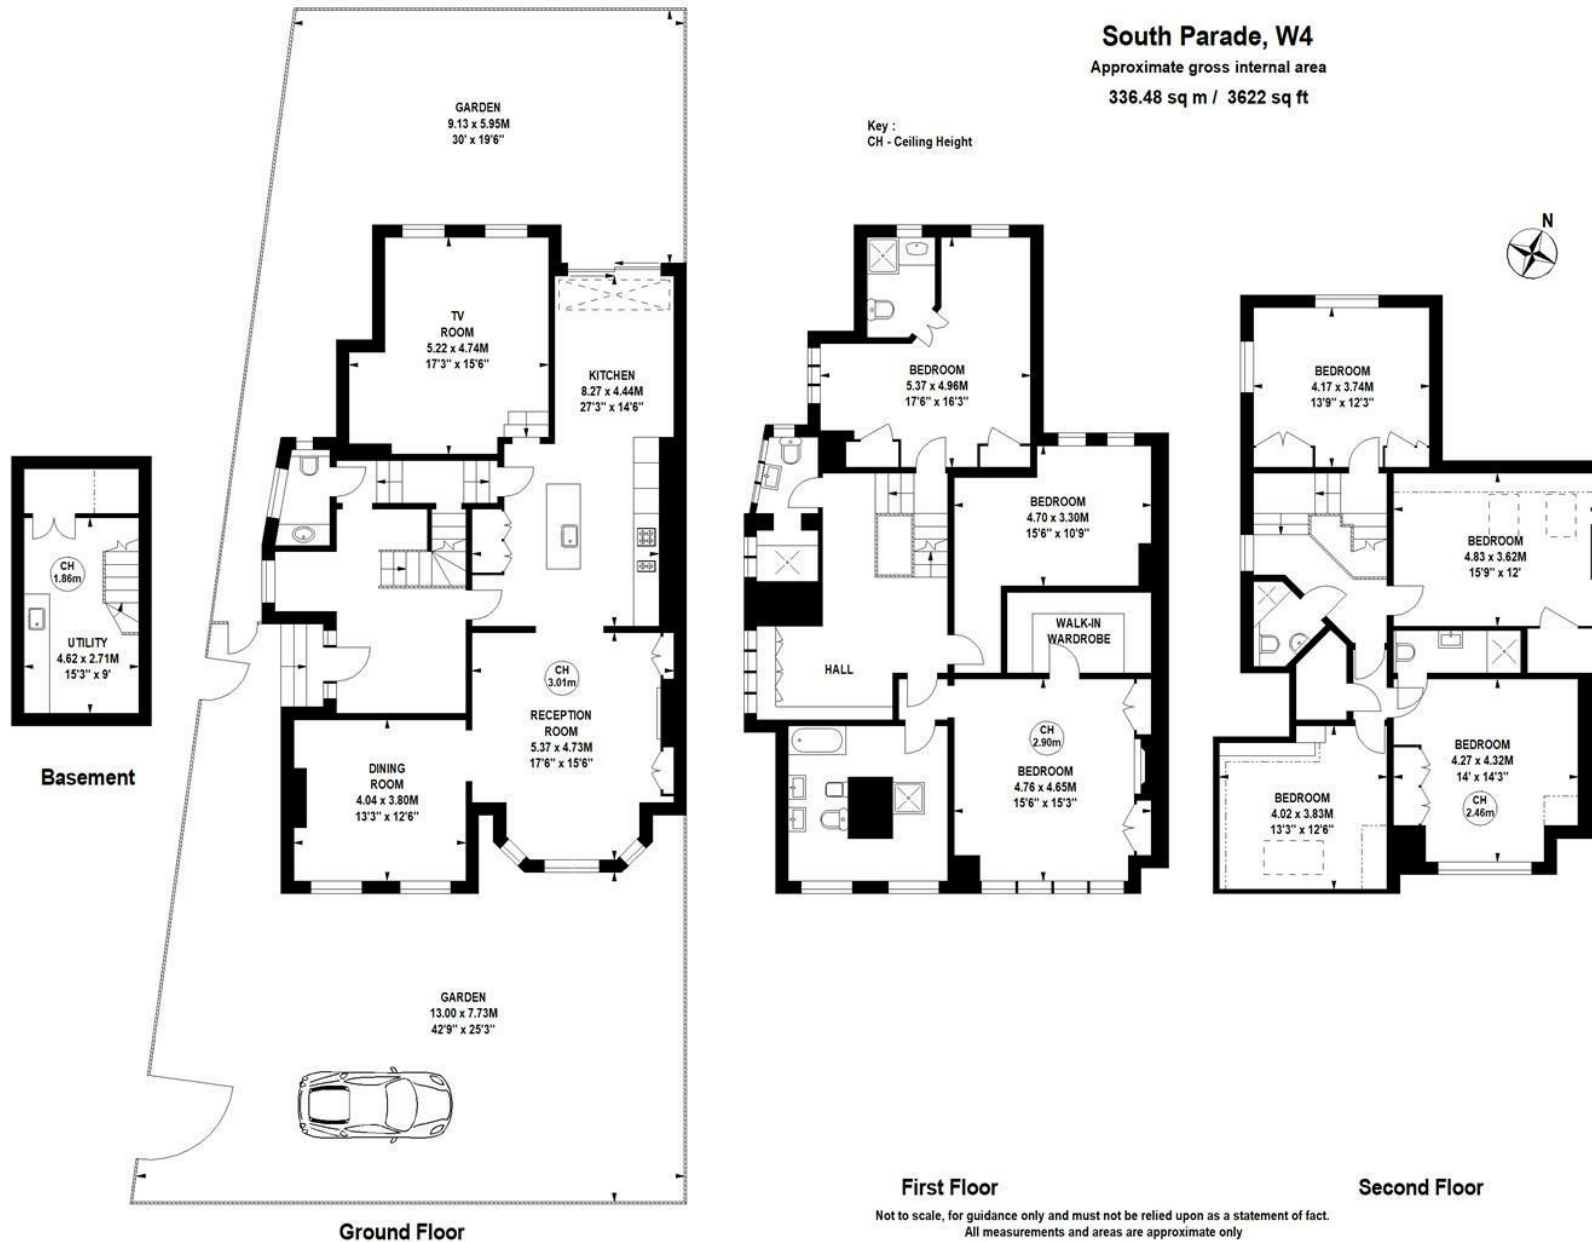 South Parade, W4
Approximate gross internal area
336.48 sq m / 3622 sq ft
Key :
CH - Ceiling Height
N
GARDEN
9.13 x 5.95M
30' x 19'6"
TV
ROOM
5.22 x 4.74M
17'3" x 15'6"
KITCHEN
8.27 x 4.44M
27'3" x 14'6"
CH
3.01m
RECEPTION
ROOM
5.37 x 4.73M
17'6" x 15'6"
DINING
ROOM
4.04 x 3.80M
13'3" x 12'6"
GARDEN
13.00 x 7.73M
42'9" x 25'3"
Ground Floor
CH
1.86m
UTILITY
4.62 x 2.71M
15'3" x 9'
Basement
BEDROOM
5.37 x 4.96M
17'6" x 16'3"
BEDROOM
4.70 x 3.30M
15'6" x 10'9"
WALK-IN
WARDROBE
HALL
CH
2.90m
BEDROOM
4.76 x 4.65M
15'6" x 15'3"
First Floor
BEDROOM
4.17 x 3.74M
13'9" x 12'3"
BEDROOM
4.83 x 3.62M
15'9" x 12'
BEDROOM
4.27 x 4.32M
14' x 14'3"
CH
2.46m
BEDROOM
4.02 x 3.83M
13'3" x 12'6"
Second Floor
Not to scale, for guidance only and must not be relied upon as a statement of fact.
All measurements and areas are approximate only